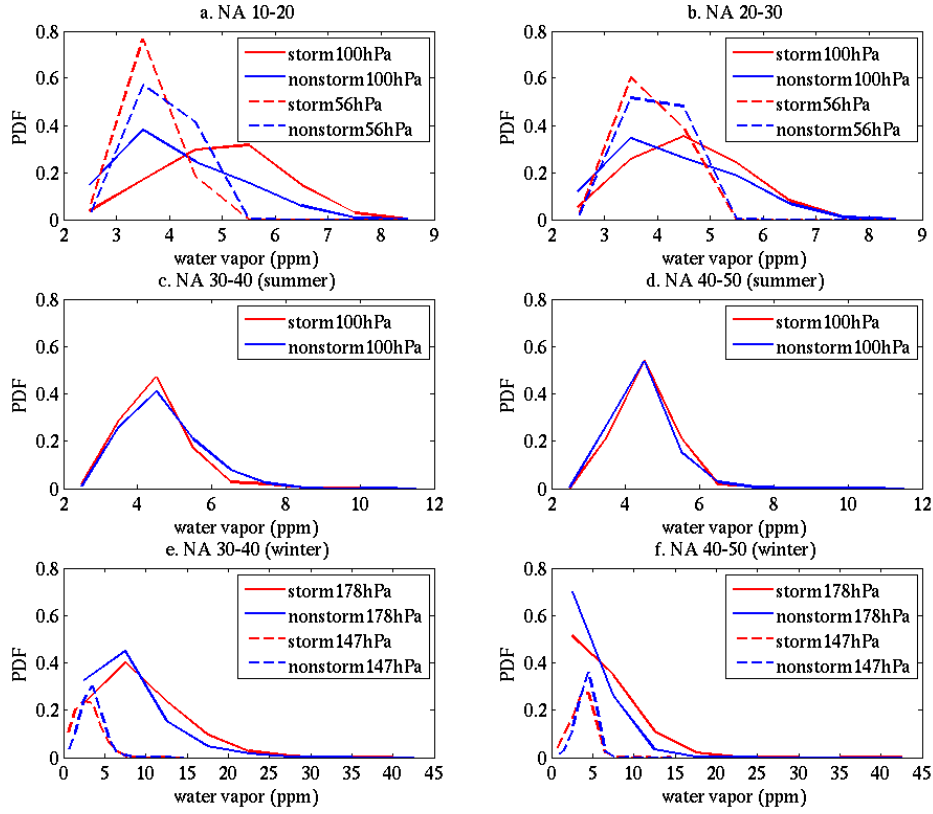 a. NA 10-20
b. NA 20-30
0.8
0.6
0.4
0.2
0
PDF
storm100hPa
nonstorm100hPa
storm56hPa
nonstorm56hPa
2 3 4 5 6 7 8 9
water vapor (ppm)
0.8
0.6
0.4
0.2
0
PDF
storm100hPa
nonstorm100hPa
storm56hPa
nonstorm56hPa
2 3 4 5 6 7 8 9
water vapor (ppm)
c. NA 30-40 (summer)
d. NA 40-50 (summer)
0.8
0.6
0.4
0.2
0
PDF
storm100hPa
nonstorm100hPa
2 4 6 8 10 12
water vapor (ppm)
0.8
0.6
0.4
0.2
0
PDF
storm100hPa
nonstorm100hPa
2 4 6 8 10 12
water vapor (ppm)
e. NA 30-40 (winter)
f. NA 40-50 (winter)
0.8
0.6
0.4
0.2
0
PDF
storm178hPa
nonstorm178hPa
storm147hPa
nonstorm147hPa
0 5 10 15 20 25 30 35 40 45
water vapor (ppm)
0.8
0.6
0.4
0.2
0
PDF
storm178hPa
nonstorm178hPa
storm147hPa
nonstorm147hPa
0 5 10 15 20 25 30 35 40 45
water vapor (ppm)